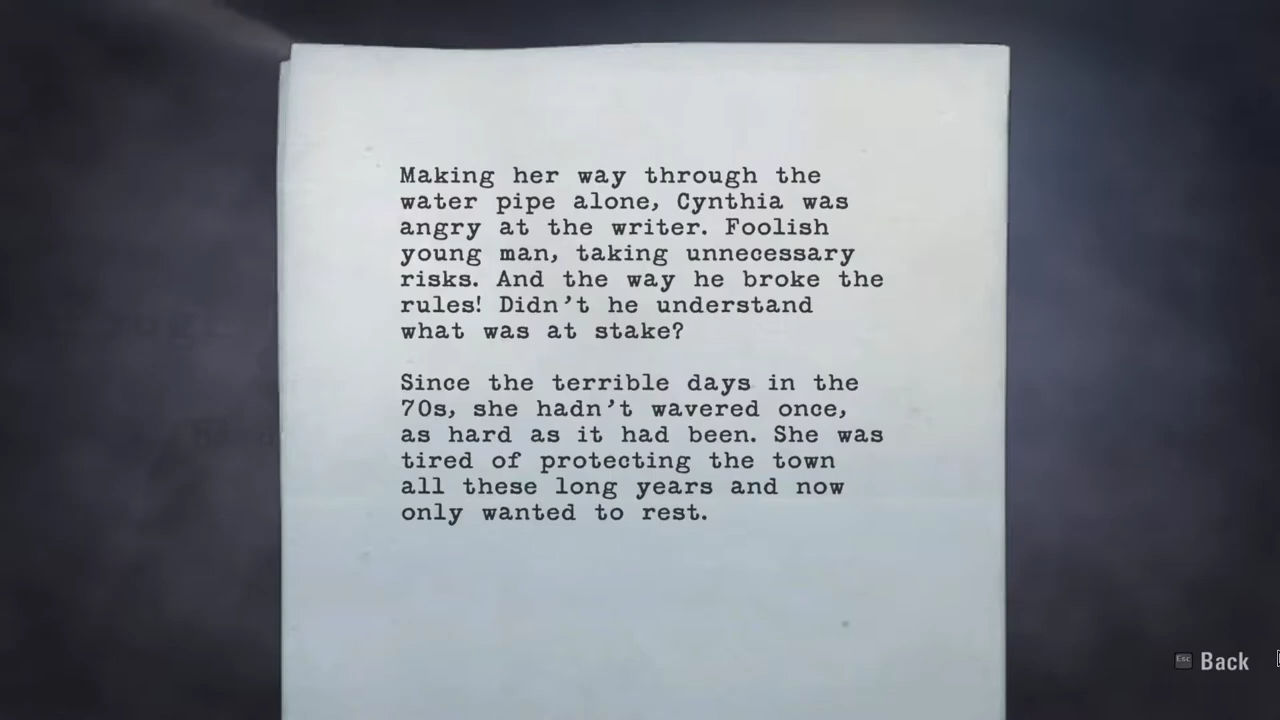 Making her way through the
water pipe alone, Cynthia was
angry at the writer. Foolish
young man, taking unnecessary
risks. And the way he broke the
rules! Didn't he understand
what was at stake?
Since the terrible days in the
70s, she hadn't wavered once,
as hard as it had been. She was
tired of protecting the town
all these long years and now
only wanted to rest.
Esc Back